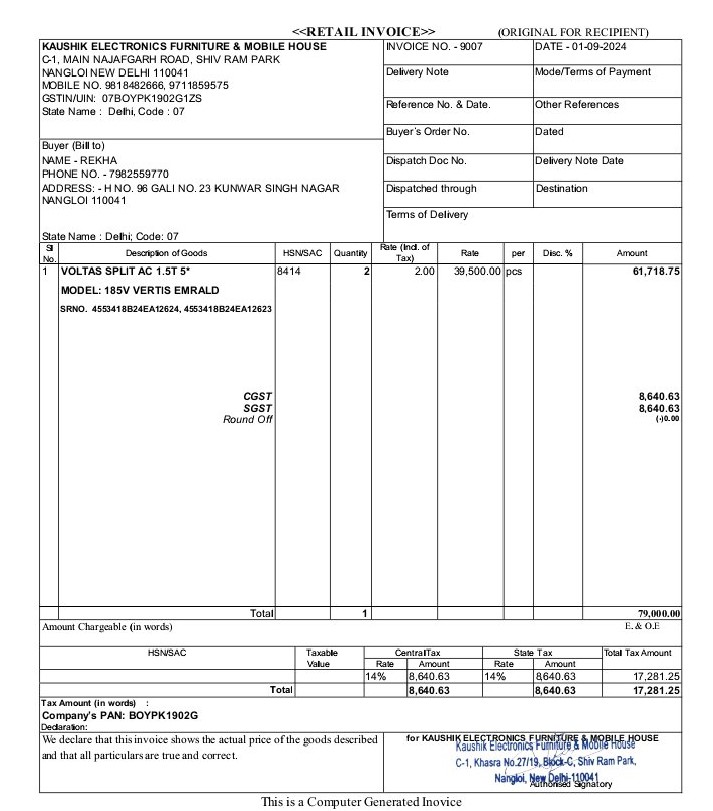 <<RETAIL INVOICE>> (ORIGINAL FOR RECIPIENT)
KAUSHIK ELECTRONICS FURNITURE & MOBILE HOUSE
C-1, MAIN NAJAFGARH ROAD, SHIV RAM PARK
NANGLOI NEW DELHI 110041
MOBILE NO. 9818482666, 9711859575
GSTIN/UIN: 07BOYPK1902G1ZS
State Name : Delhi, Code : 07
INVOICE NO. - 9007 DATE - 01-09-2024
Delivery Note Mode/Terms of Payment
Reference No. & Date. Other References
Buyer's Order No. Dated
Dispatch Doc No. Delivery Note Date
Dispatched through Destination
Terms of Delivery
Buyer (Bill to)
NAME - REKHA
PHONE NO. - 7982559770
ADDRESS: - H NO. 96 GALI NO. 23 KUNWAR SINGH NAGAR
NANGLOI 110041
State Name : Delhi; Code: 07
Sl No. Description of Goods HSN/SAC Quantity Rate (Incl. of Tax) Rate per Disc. % Amount
1 VOLTAS SPILIT AC 1.5T 5* 8414 2 2.00 39,500.00 pcs 61,718.75
MODEL: 185V VERTIS EMRALD
SRNO. 4553418B24EA12624, 4553418B24EA12623
CGST 8,640.63
SGST 8,640.63
Round Off (-)0.00
Total 1 79,000.00
Amount Chargeable (in words) E. & O.E
HSN/SAC Taxable Value Central Tax State Tax Total Tax Amount
Rate Amount Rate Amount
14% 8,640.63 14% 8,640.63 17,281.25
Total 8,640.63 8,640.63 17,281.25
Tax Amount (in words) :
Company's PAN: BOYPK1902G
Declaration:
We declare that this invoice shows the actual price of the goods described
and that all particulars are true and correct.
for KAUSHIK ELECTRONICS FURNITURE & MOBILE HOUSE
Kaushik Electronics Furniture & Mobile House
C-1, Khasra No.27/19, Block-C, Shiv Ram Park,
Nangloi, New Delhi-110041
Authorised Signatory
This is a Computer Generated Inovice